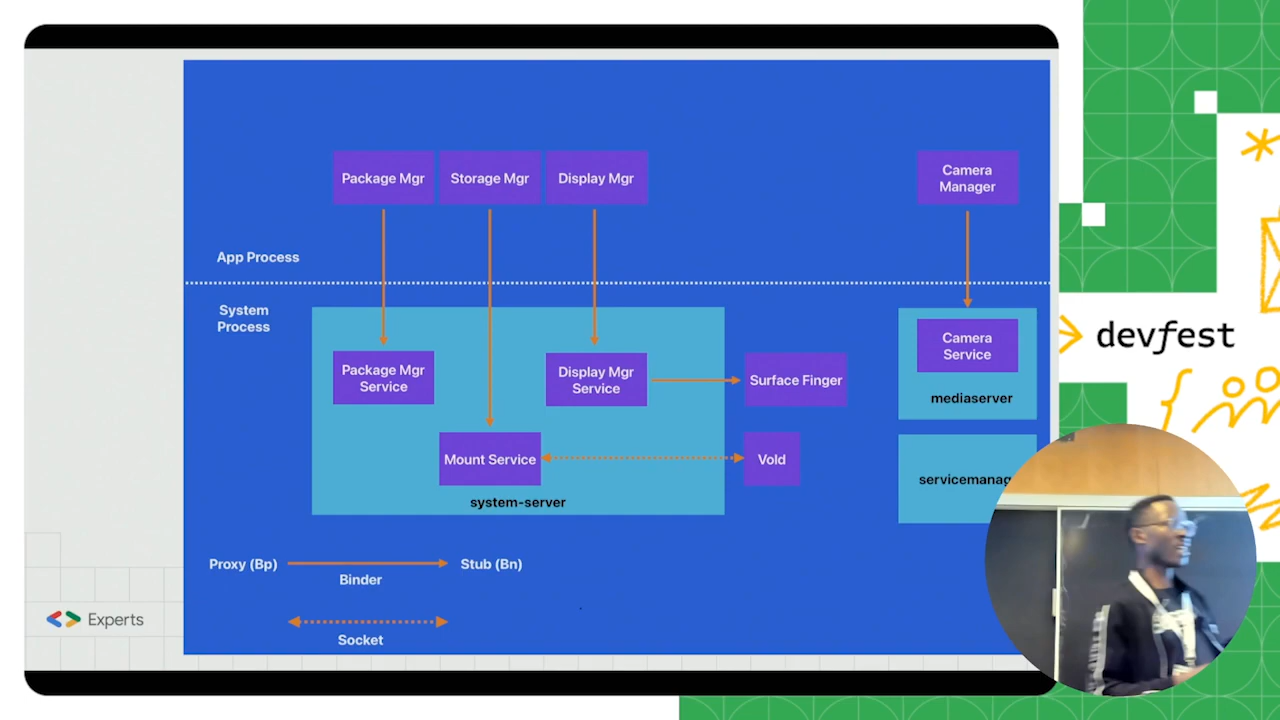 Package Mgr
Storage Mgr
Display Mgr
Camera
Manager
App Process
System
Process
Package Mgr
Service
Display Mgr
Service
Surface Finger
Camera
Service
mediaserver
Mount Service
Vold
system-server
servicemanag
Proxy (Bp)
Binder
Stub (Bn)
Socket
Experts
devfest